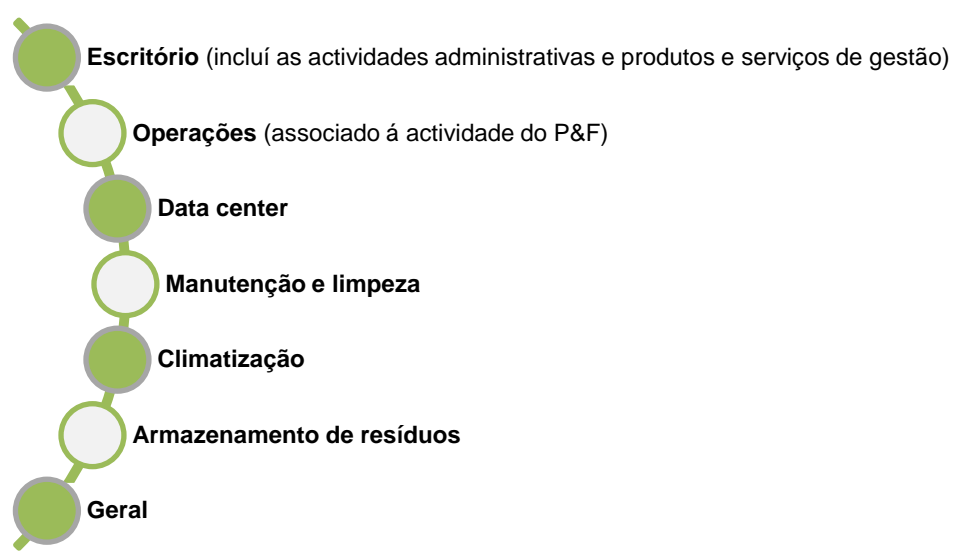 Escritório (incluí as actividades administrativas e produtos e serviços de gestão)
Operações (associado á actividade do P&F)
Data center
Manutenção e limpeza
Climatização
Armazenamento de resíduos
Geral